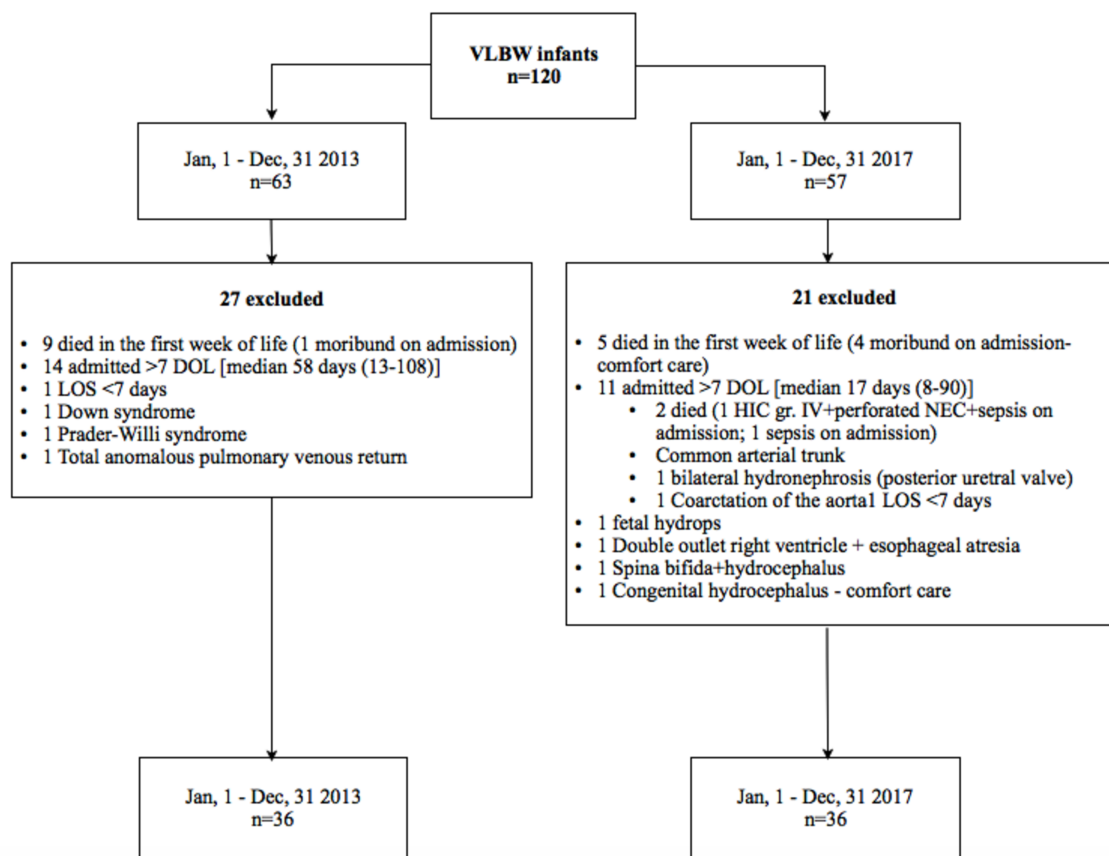 VLBW infants
n=120
Jan, 1 - Dec, 31 2013
n=63
Jan, 1 - Dec, 31 2017
n=57
27 excluded
• 9 died in the first week of life (1 moribund on admission)
• 14 admitted >7 DOL [median 58 days (13-108)]
• 1 LOS <7 days
• 1 Down syndrome
• 1 Prader-Willi syndrome
• 1 Total anomalous pulmonary venous return
21 excluded
• 5 died in the first week of life (4 moribund on admission-
comfort care)
• 11 admitted >7 DOL [median 17 days (8-90)]
• 2 died (1 HIC gr. IV+perforated NEC+sepsis on
admission; 1 sepsis on admission)
• Common arterial trunk
• 1 bilateral hydronephrosis (posterior uretral valve)
• 1 Coarctation of the aorta1 LOS <7 days
• 1 fetal hydrops
• 1 Double outlet right ventricle + esophageal atresia
• 1 Spina bifida+hydrocephalus
• 1 Congenital hydrocephalus - comfort care
Jan, 1 - Dec, 31 2013
n=36
Jan, 1 - Dec, 31 2017
n=36